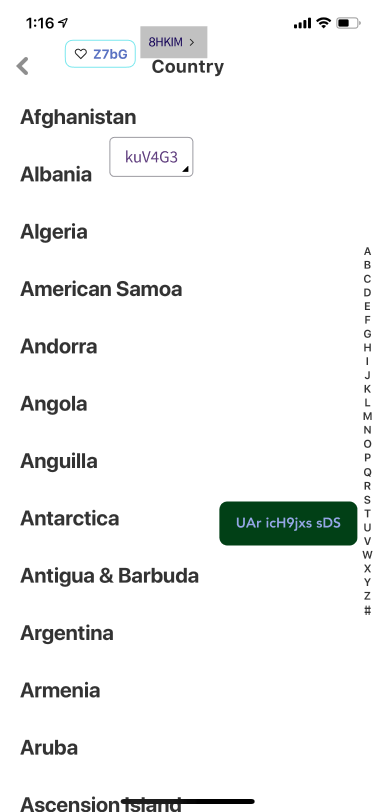 1:16
Z7bG
8HKIM >
Country
Afghanistan
kuV4G3
Albania
Algeria
American Samoa
Andorra
Angola
Anguilla
Antarctica
UAr icH9jxs sDS
Antigua & Barbuda
Argentina
Armenia
Aruba
Ascension Island
A
B
C
D
E
F
G
H
I
J
K
L
M
N
O
P
Q
R
S
T
U
V
W
X
Y
Z
#